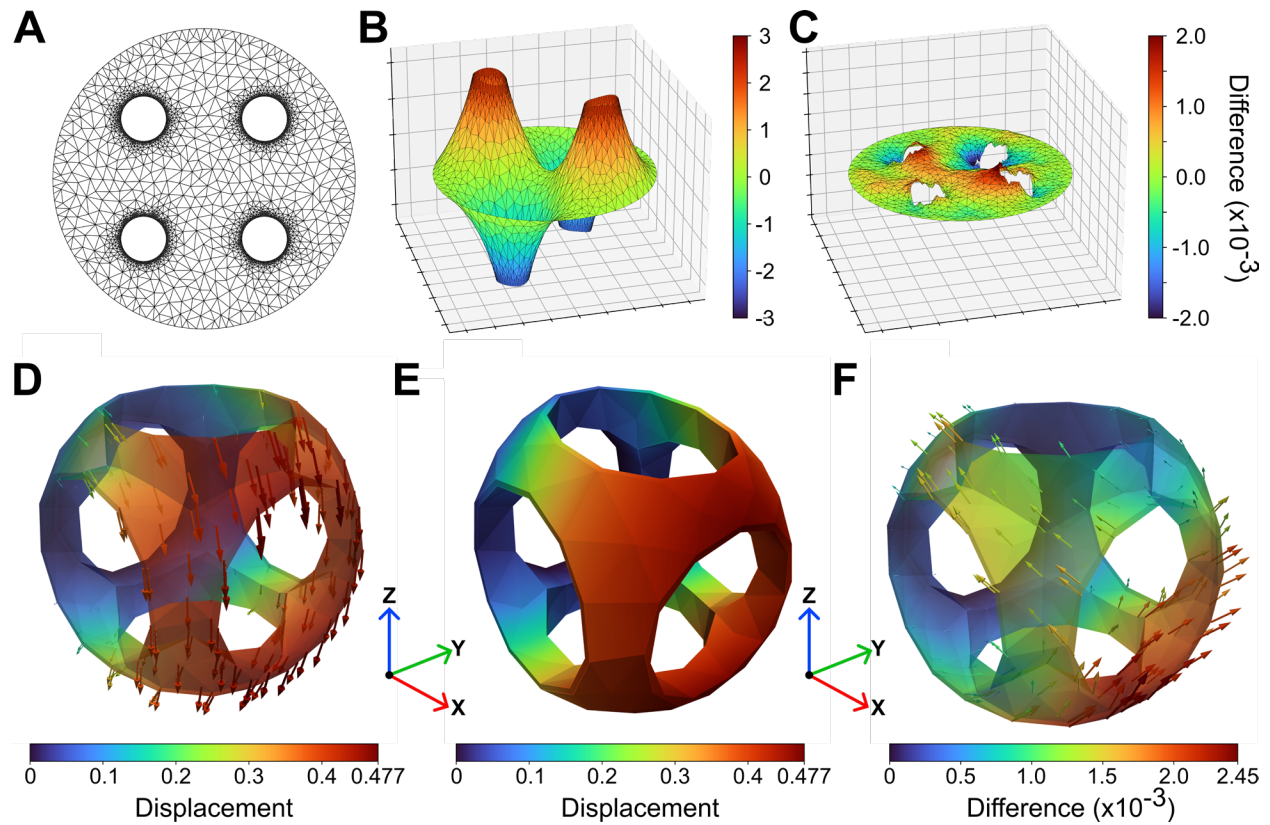 A
B
C
3
2
1
0
-1
-2
-3
2.0
1.0
0.0
-1.0
-2.0
Difference (x10-3)
D
E
F
Z
Y
X
Z
Y
X
0 0.1 0.2 0.3 0.4 0.477
Displacement
0 0.1 0.2 0.3 0.4 0.477
Displacement
0 0.5 1.0 1.5 2.0 2.45
Difference (x10-3)